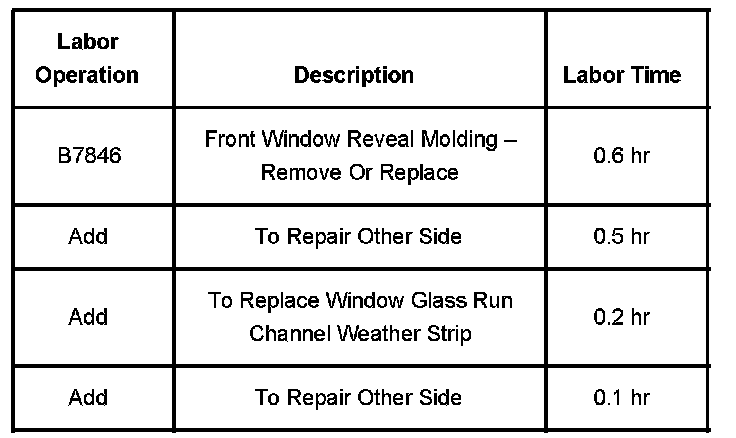 Labor
Operation
Description
Labor Time
B7846
Front Window Reveal Molding –
Remove Or Replace
0.6 hr
Add
To Repair Other Side
0.5 hr
Add
To Replace Window Glass Run
Channel Weather Strip
0.2 hr
Add
To Repair Other Side
0.1 hr